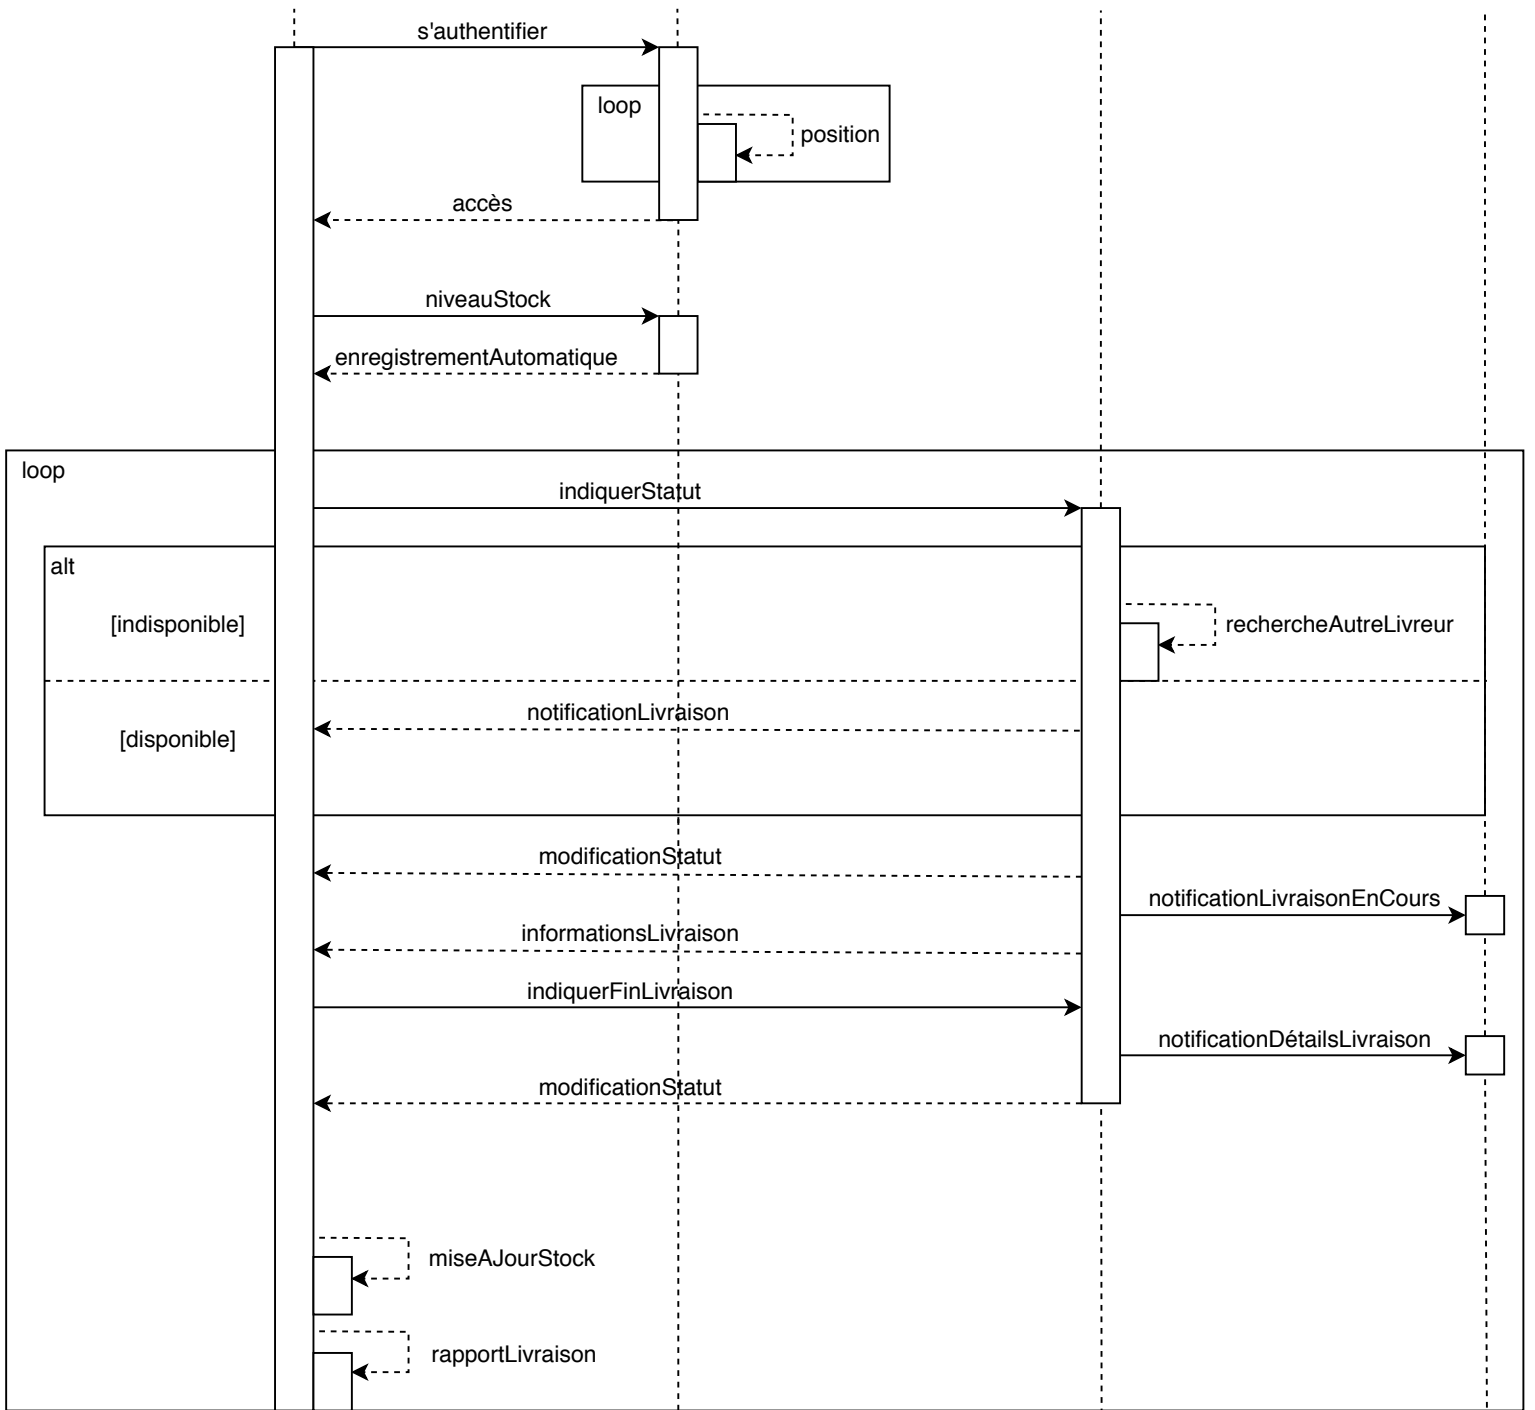 s'authentifier
loop
position
accès
niveauStock
enregistrementAutomatique
loop
indiquerStatut
alt
[indisponible]
rechercheAutreLivreur
notificationLivraison
[disponible]
modificationStatut
notificationLivraisonEnCours
informationsLivraison
indiquerFinLivraison
notificationDétailsLivraison
modificationStatut
miseAJourStock
rapportLivraison